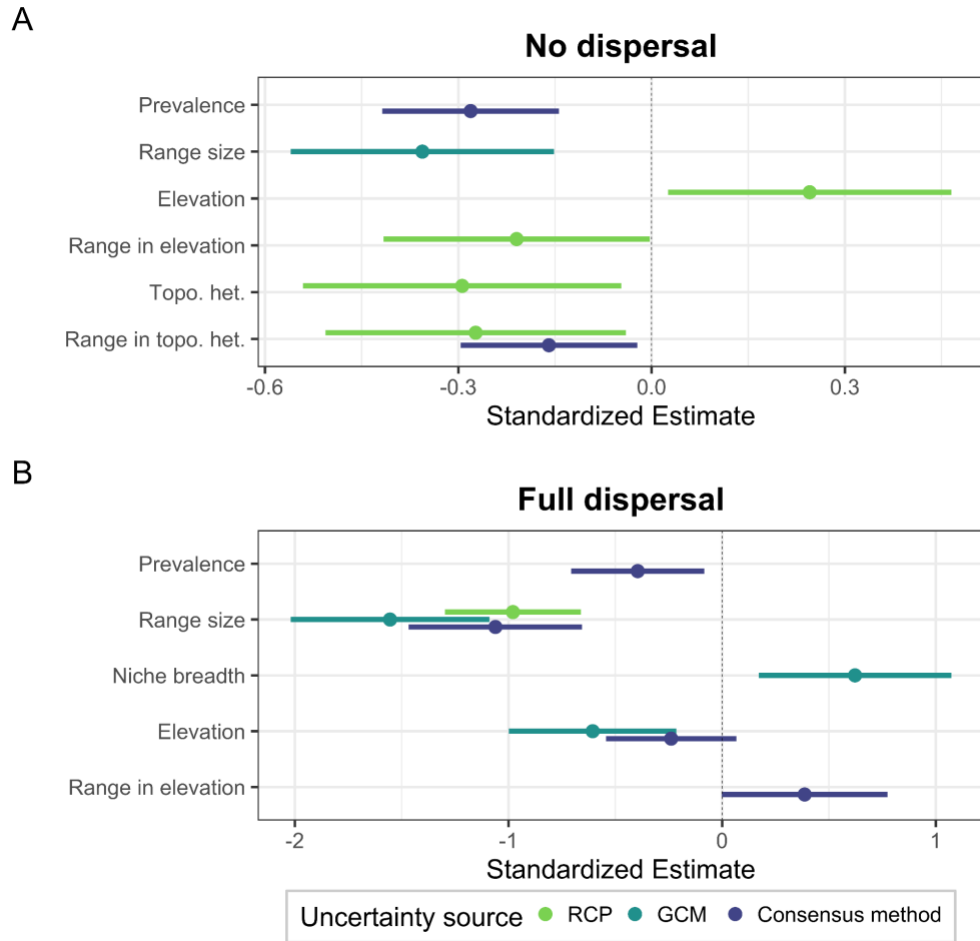 A
No dispersal
Prevalence
Range size
Elevation
Range in elevation
Topo. het.
Range in topo. het.
-0.6 -0.3 0.0 0.3
Standardized Estimate
B
Full dispersal
Prevalence
Range size
Niche breadth
Elevation
Range in elevation
-2 -1 0 1
Standardized Estimate
Uncertainty source RCP GCM Consensus method